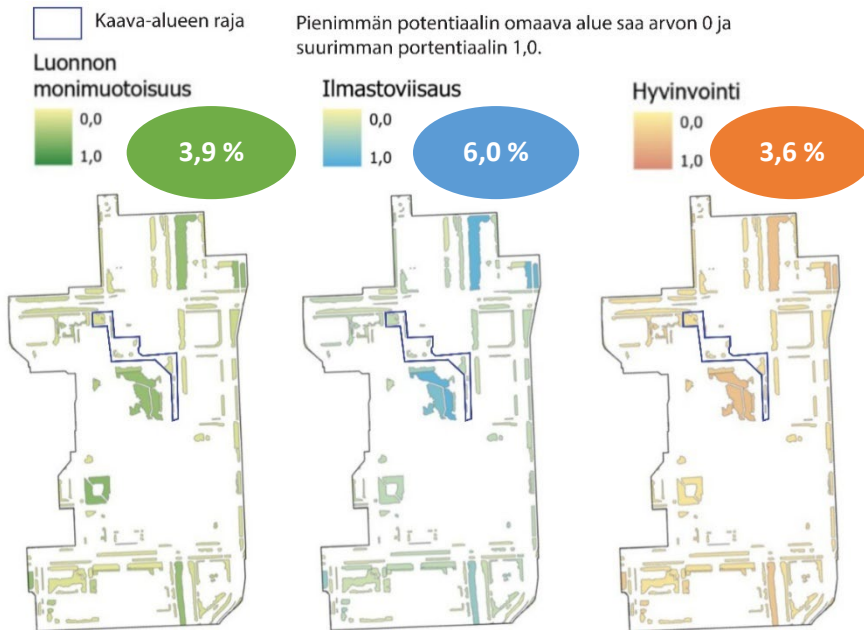 Kaava-alueen raja
Pienimmän potentiaalin omaava alue saa arvon 0 ja
suurimman portentiaalin 1,0.
Luonnon
monimuotoisuus
0,0
1,0
3,9 %
Ilmastoviisaus
0,0
1,0
6,0 %
Hyvinvointi
0,0
1,0
3,6 %